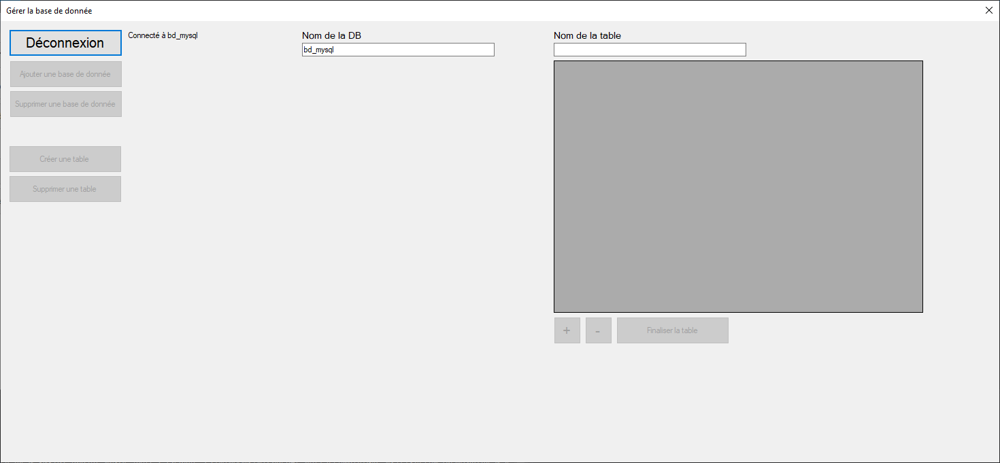 Gérer la base de donnée
Déconnexion
Connecté à bd_mysql
Nom de la DB
bd_mysql
Nom de la table
Ajouter une base de donnée
Supprimer une base de donnée
Créer une table
Supprimer une table
+
-
Finaliser la table